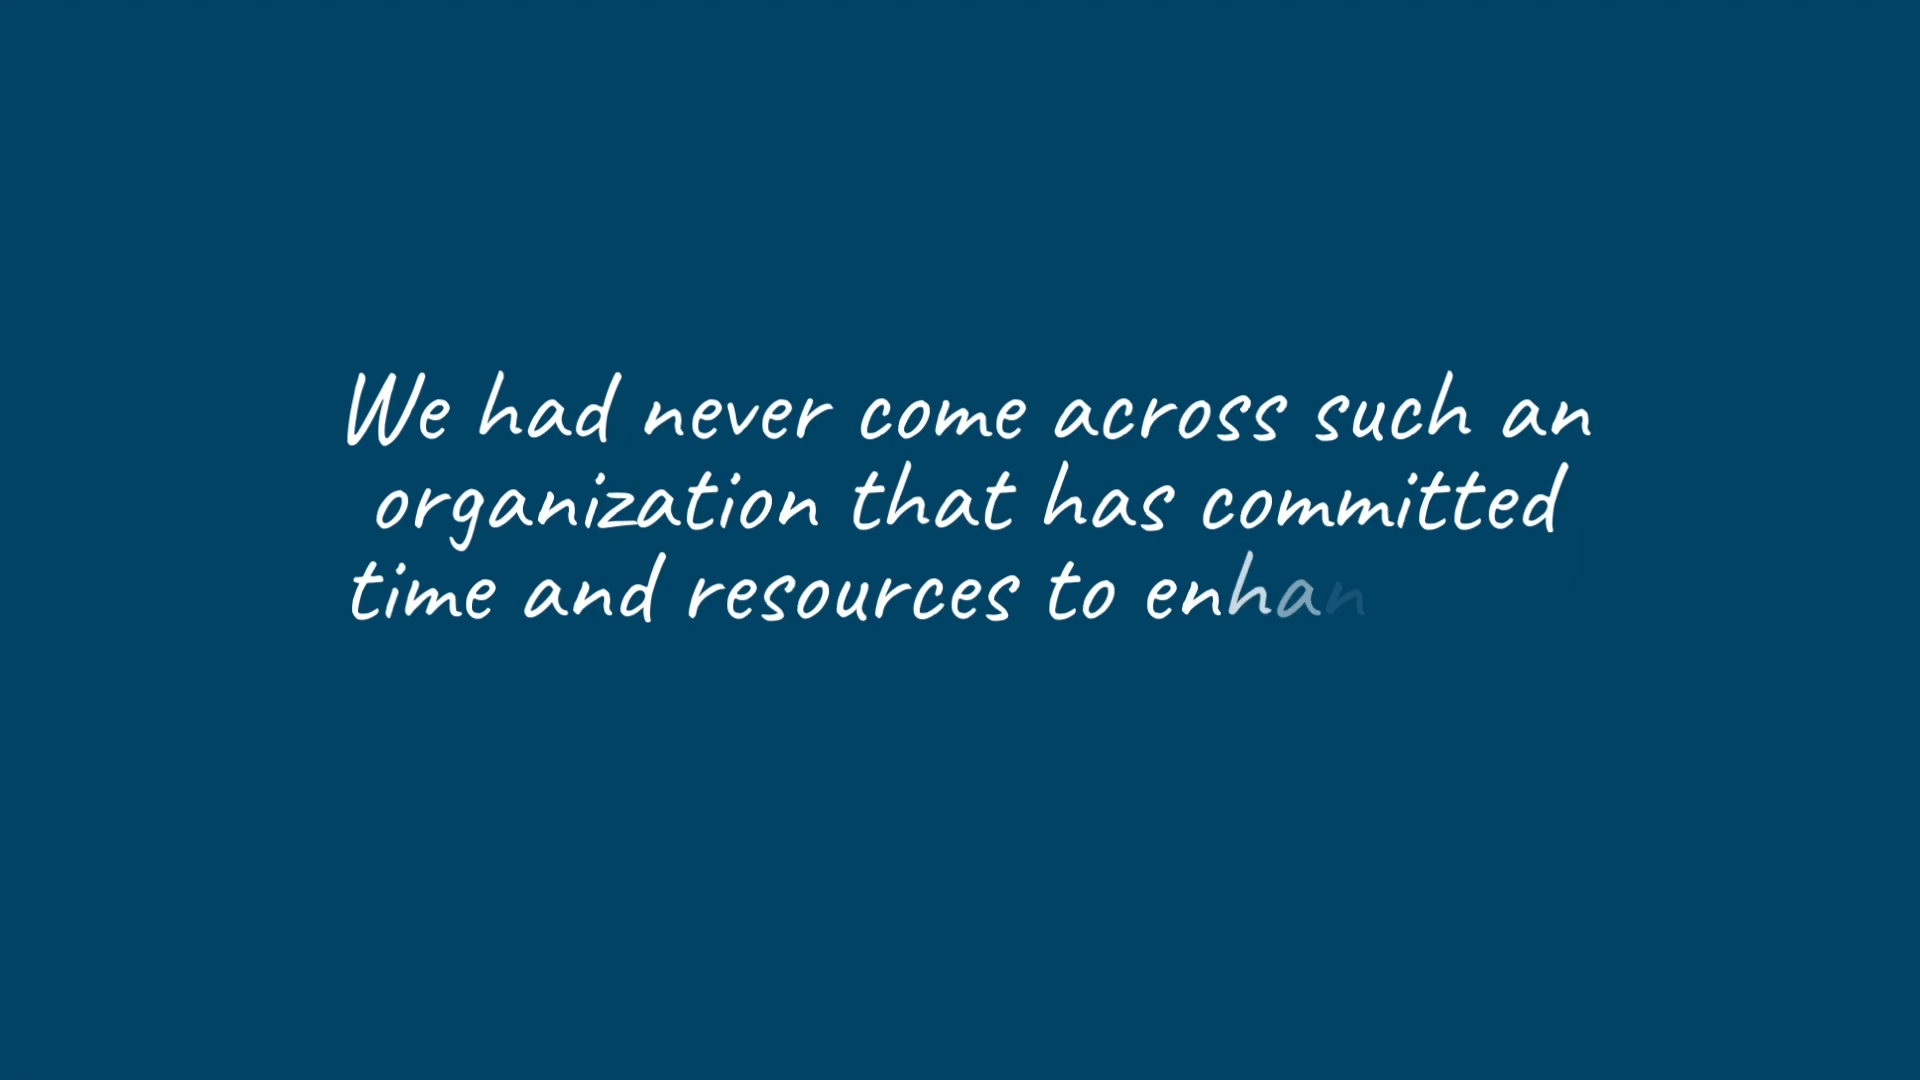 We had never come across such an
organization that has committed
time and resources to enhan